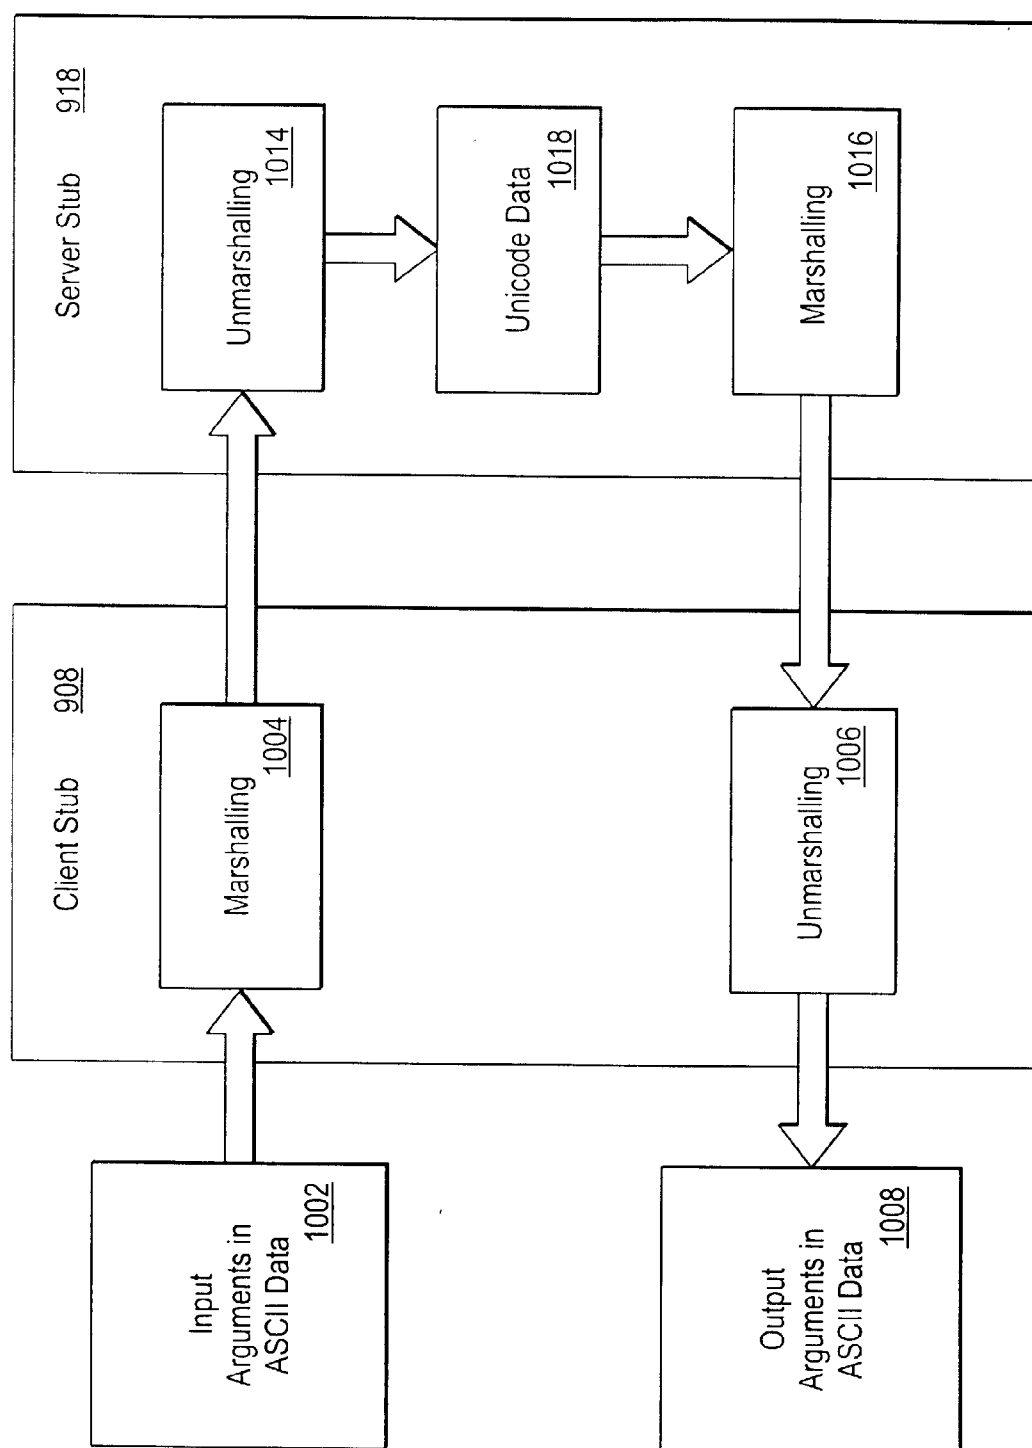 Input
Arguments in
ASCII Data
1002
Client Stub 908
Marshalling
1004
Server Stub 918
Unmarshalling
1014
Unicode Data
1018
Marshalling
1016
Unmarshalling
1006
Output
Arguments in
ASCII Data
1008